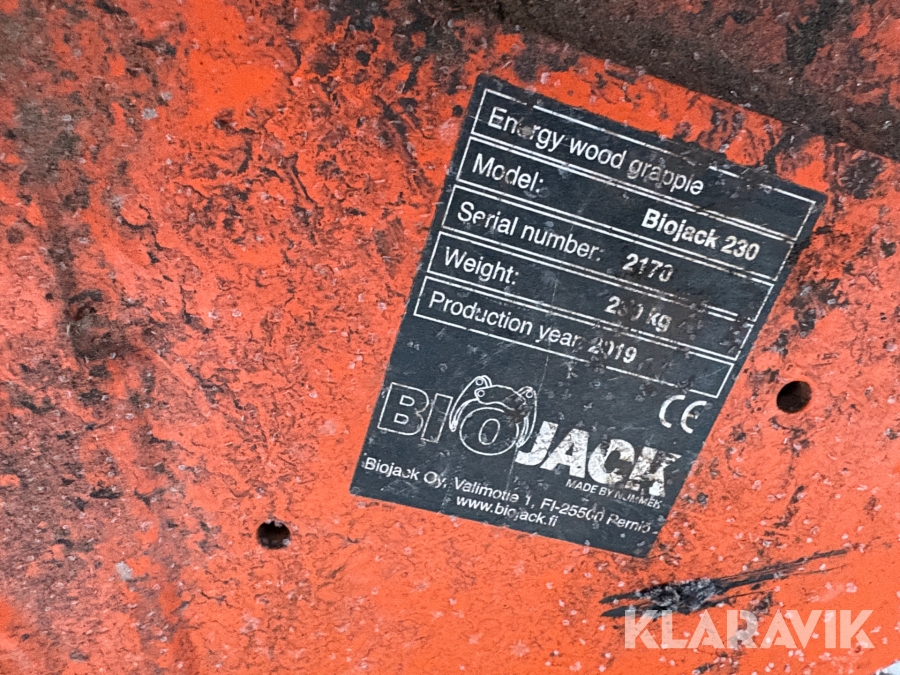 Energy wood grapple
Model: Biojack 230
Serial number: 2170
Weight: kg
Production year: 2019
CE
BIOJACK
MADE BY NUMMEK
Biojack Oy, Valimotie 1, FI-25500 Perniö
www.biojack.fi
KLARAVIK